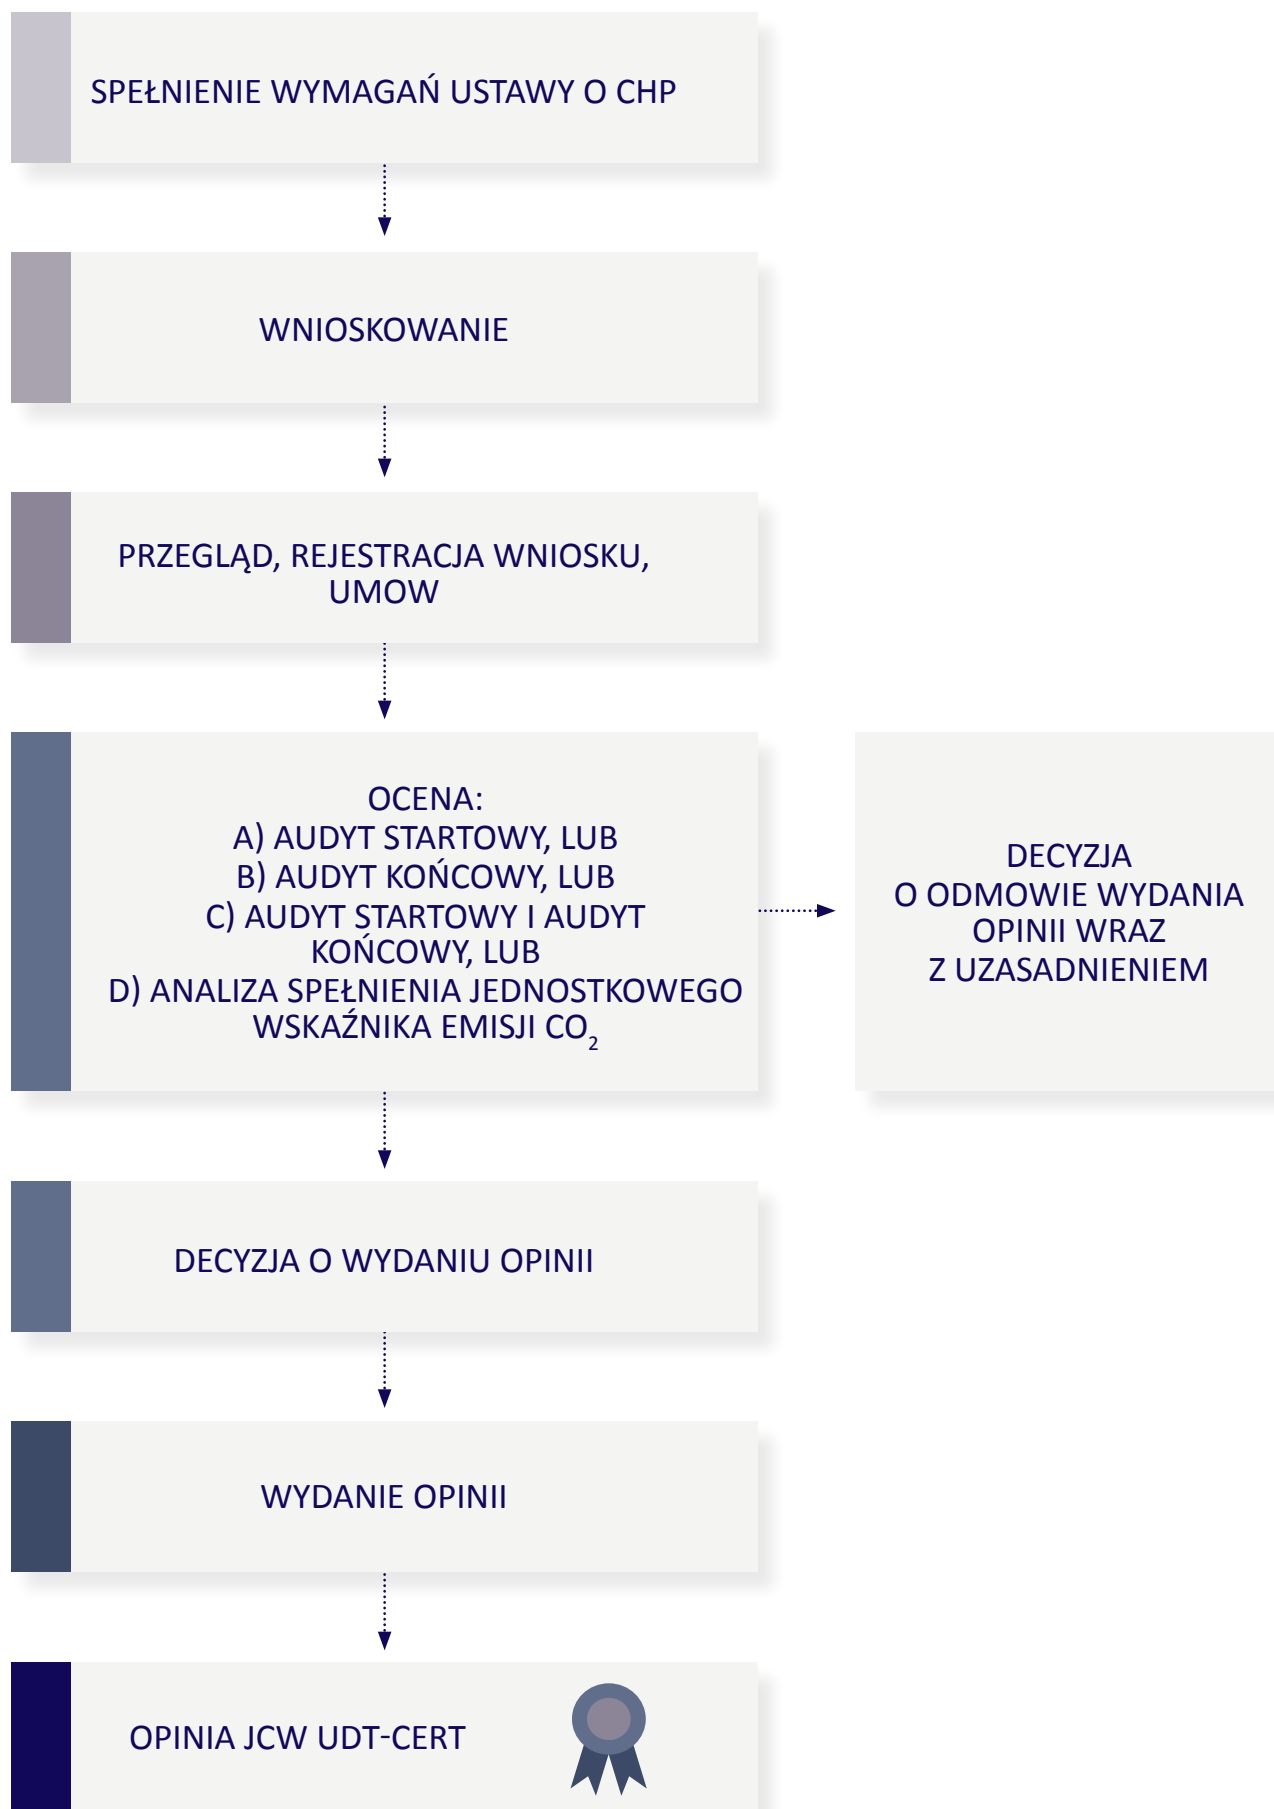 SPEŁNIENIE WYMAGAŃ USTAWY O CHP
WNIOSKOWANIE
PRZEGLĄD, REJESTRACJA WNIOSKU,
UMOW
OCENA:
A) AUDYT STARTOWY, LUB
B) AUDYT KOŃCOWY, LUB
C) AUDYT STARTOWY I AUDYT
KOŃCOWY, LUB
D) ANALIZA SPEŁNIENIA JEDNOSTKOWEGO
WSKAŹNIKA EMISJI CO₂
DECYZJA
O ODMOWIE WYDANIA
OPINII WRAZ
Z UZASADNIENIEM
DECYZJA O WYDANIU OPINII
WYDANIE OPINII
OPINIA JCW UDT-CERT